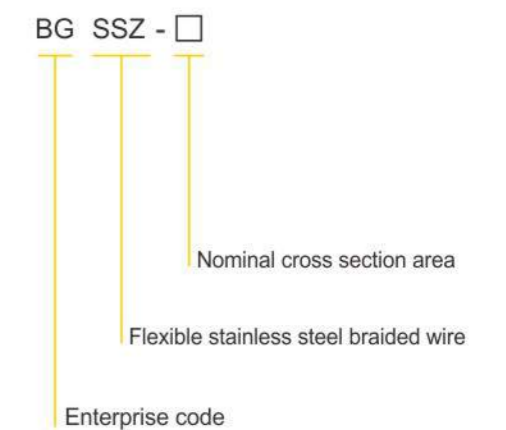 BG SSZ - □
Nominal cross section area
Flexible stainless steel braided wire
Enterprise code